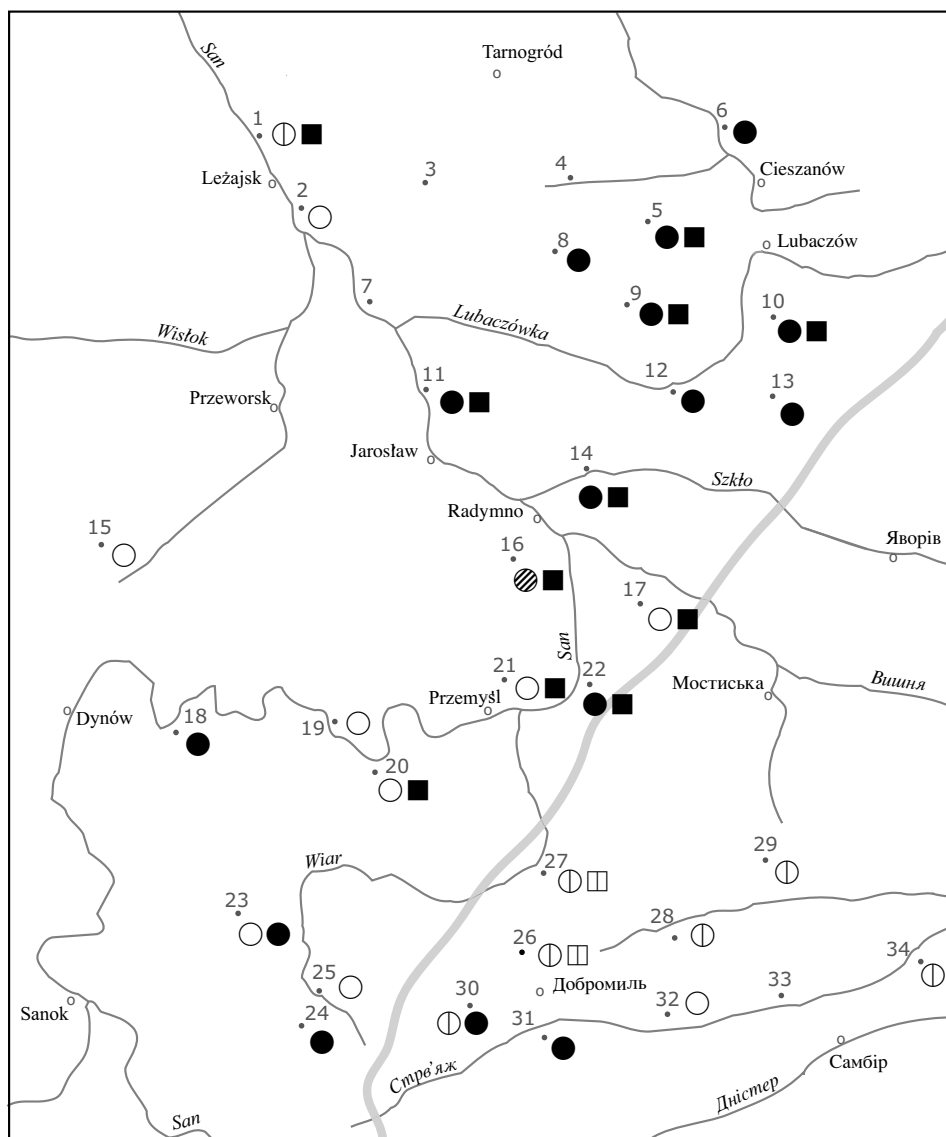 San
Tarnogród
1
6
Leżajsk
3
4
Cieszanów
2
5
Lubaczów
8
7
9
10
Lubaczówka
Wisłok
11
12
13
Przeworsk
Jarosław
14
Szkło
Radymno
15
16
Яворів
17
San
21
22
Мостиська
Вишня
Dynów
18
19
Przemyśl
20
Wiar
27
29
23
28
26
34
25
Добромиль
33
Sanok
24
30
32
31
Стрв'яж
Самбір
Дністер
San